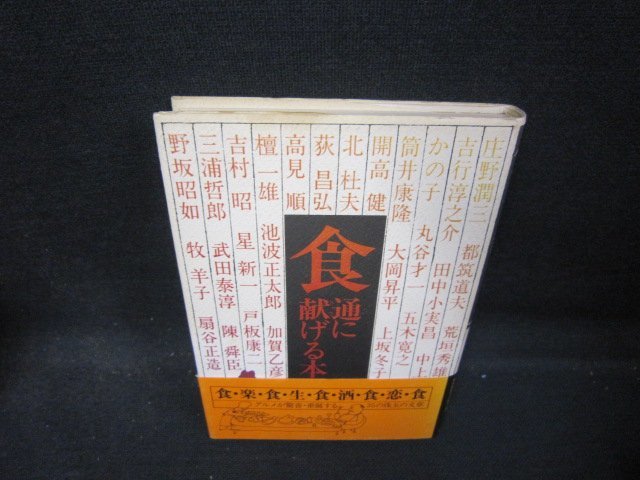 庄野潤三 都筑道夫 荒垣秀雄
吉行淳之介 田中小実昌 中上
かの子 丸谷才一 五木寛之
筒井康隆 大岡昇平 上坂冬子
開高健
北杜夫
荻昌弘
高見順
檀一雄 池波正太郎 加賀乙彦
吉村昭 星新一 戸板康二
三浦哲郎 武田泰淳 陳舜臣
野坂昭如 牧羊子 扇谷正造
食
通に
献げる本
食・楽・食・生・食・酒・食・恋・食